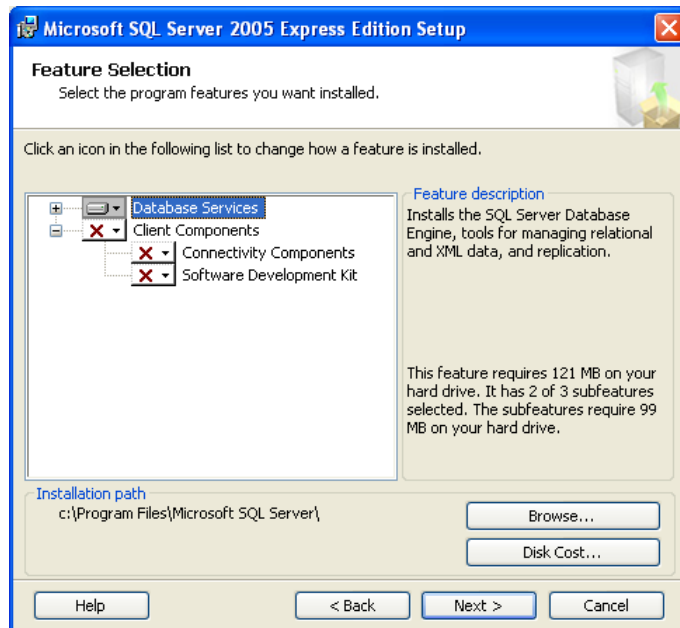 Microsoft SQL Server 2005 Express Edition Setup
Feature Selection
Select the program features you want installed.
Click an icon in the following list to change how a feature is installed.
Database Services
Client Components
Connectivity Components
Software Development Kit
Feature description
Installs the SQL Server Database
Engine, tools for managing relational
and XML data, and replication.
This feature requires 121 MB on your
hard drive. It has 2 of 3 subfeatures
selected. The subfeatures require 99
MB on your hard drive.
Installation path
c:\Program Files\Microsoft SQL Server\
Browse...
Disk Cost...
Help
< Back
Next >
Cancel